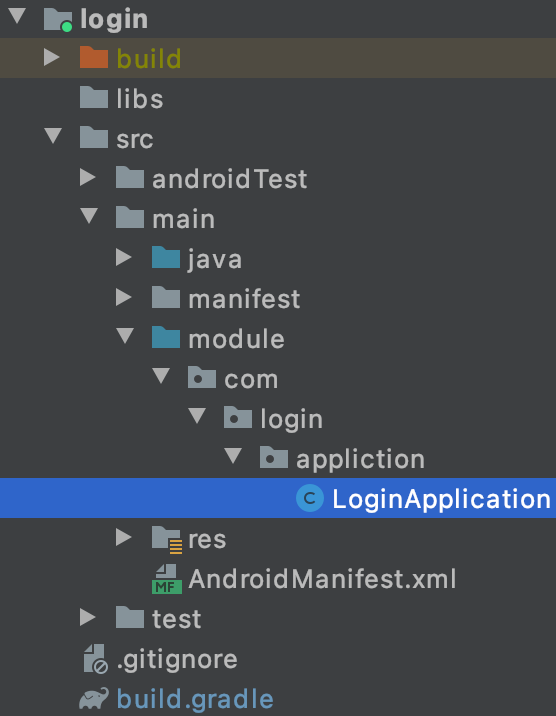 login
build
libs
src
androidTest
main
java
manifest
module
com
login
appliction
LoginApplication
res
AndroidManifest.xml
test
.gitignore
build.gradle